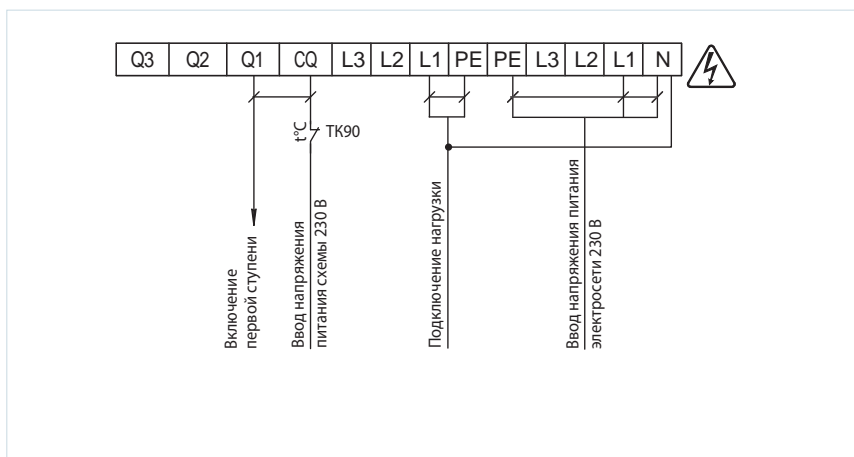 Q3 Q2 Q1 CQ L3 L2 L1 PE PE L3 L2 L1 N
t°C
ТК90
Включение
первой ступени
Ввод напряжения
питания схемы 230 В
Подключение нагрузки
Ввод напряжения питания
электросети 230 В